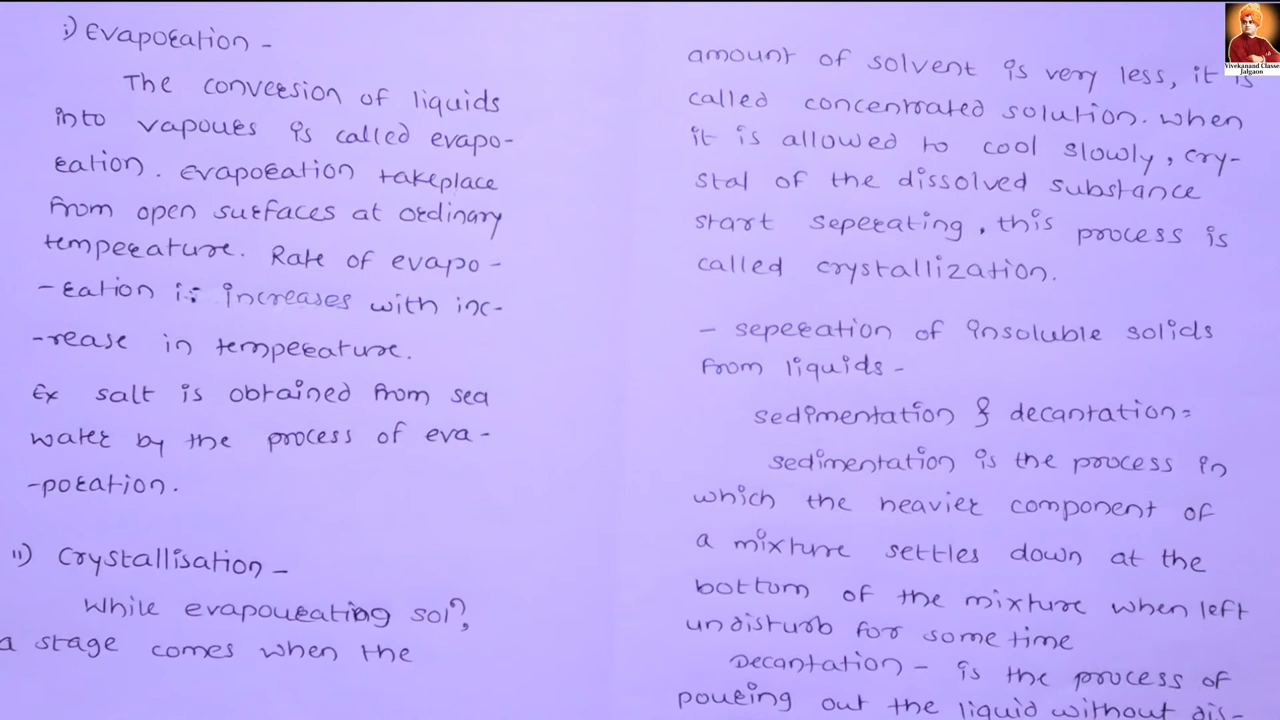 i) Evaporation -
The conversion of liquids
into vapours is called evapo-
ration. Evaporation takeplace
from open surfaces at ordinary
temperature. Rate of evapo-
-ration is increases with inc-
-rease in temperature.
Ex salt is obtained from sea
water by the process of eva-
-poration.
ii) Crystallisation -
While evapourating soln,
a stage comes when the
amount of solvent is very less, it is
called concentrated solution. when
it is allowed to cool slowly, cry-
stal of the dissolved substance
start seperating, this process is
called crystallization.
- seperation of insoluble solids
from liquids -
sedimentation & decantation =
sedimentation is the process in
which the heavier component of
a mixture settles down at the
bottom of the mixture when left
undisturb for some time
Decantation - is the process of
pouring out the liquid without dis-
Vivekanand Classes
Jalgaon